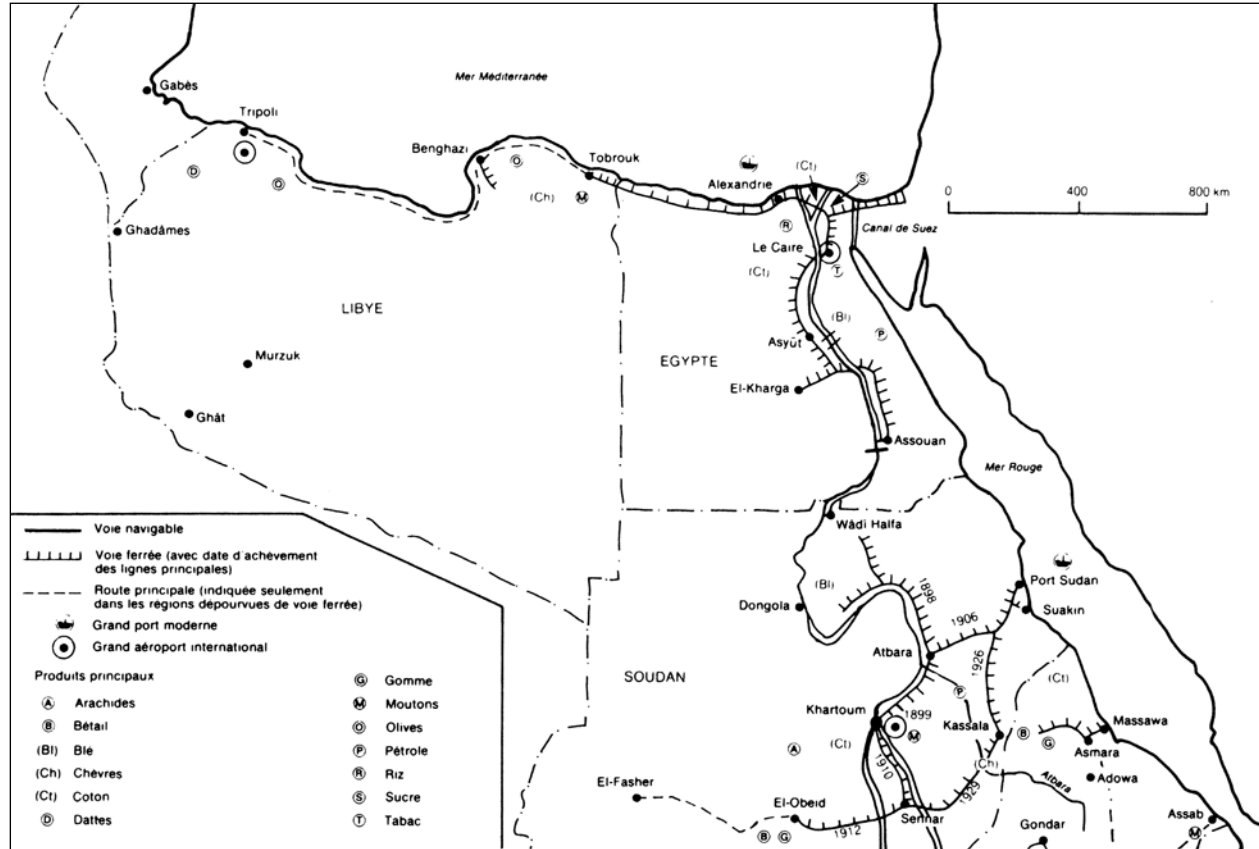 Gabès
Mer Méditerranée
Tripoli
Benghazi
Tobrouk
(Ct)
S
Alexandrie
0
400
800 km
D
O
O
(Ch)
M
R
Canal de Suez
Ghadâmes
Le Caire
(Ct)
T
LIBYE
(Bl)
P
Asyūt
Murzuk
EGYPTE
El-Kharga
Ghât
Assouan
Mer Rouge
Wâdî Halfa
Port Sudan
(Bl)
1898
Dongola
Suakin
1906
Atbara
1926
(Ct)
SOUDAN
P
Khartoum
1899
Kassala
Massawa
(Ct)
M
B
G
A
Asmara
1910
(Ch)
Adowa
Atbara
El-Fasher
El-Obeid
1929
Sennar
Assab
B
G
1912
Gondar
M
Voie navigable
Voie ferrée (avec date d'achèvement
des lignes principales)
Route principale (indiquée seulement
dans les régions dépourvues de voie ferrée)
Grand port moderne
Grand aéroport international
Produits principaux
A Arachides
B Bétail
(Bl) Blé
(Ch) Chèvres
(Ct) Coton
D Dattes
G Gomme
M Moutons
O Olives
P Pétrole
R Riz
S Sucre
T Tabac